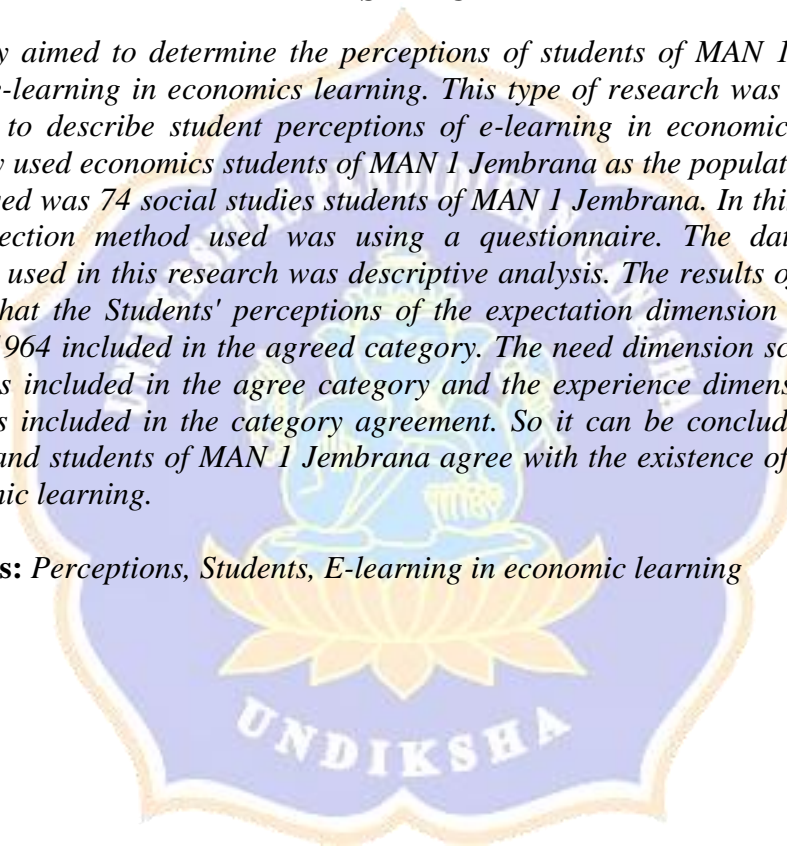 y aimed to determine the perceptions of students of MAN 1
e-learning in economics learning. This type of research was
to describe student perceptions of e-learning in economic
y used economics students of MAN 1 Jembrana as the populat
ed was 74 social studies students of MAN 1 Jembrana. In thi
ection method used was using a questionnaire. The dat
used in this research was descriptive analysis. The results of
hat the Students' perceptions of the expectation dimension
1964 included in the agreed category. The need dimension sc
s included in the agree category and the experience dimens
s included in the category agreement. So it can be conclud
and students of MAN 1 Jembrana agree with the existence of
nic learning.
s: Perceptions, Students, E-learning in economic learning
UNIVERSITAS PENDIDIKAN GANESHA
UNDIKSHA